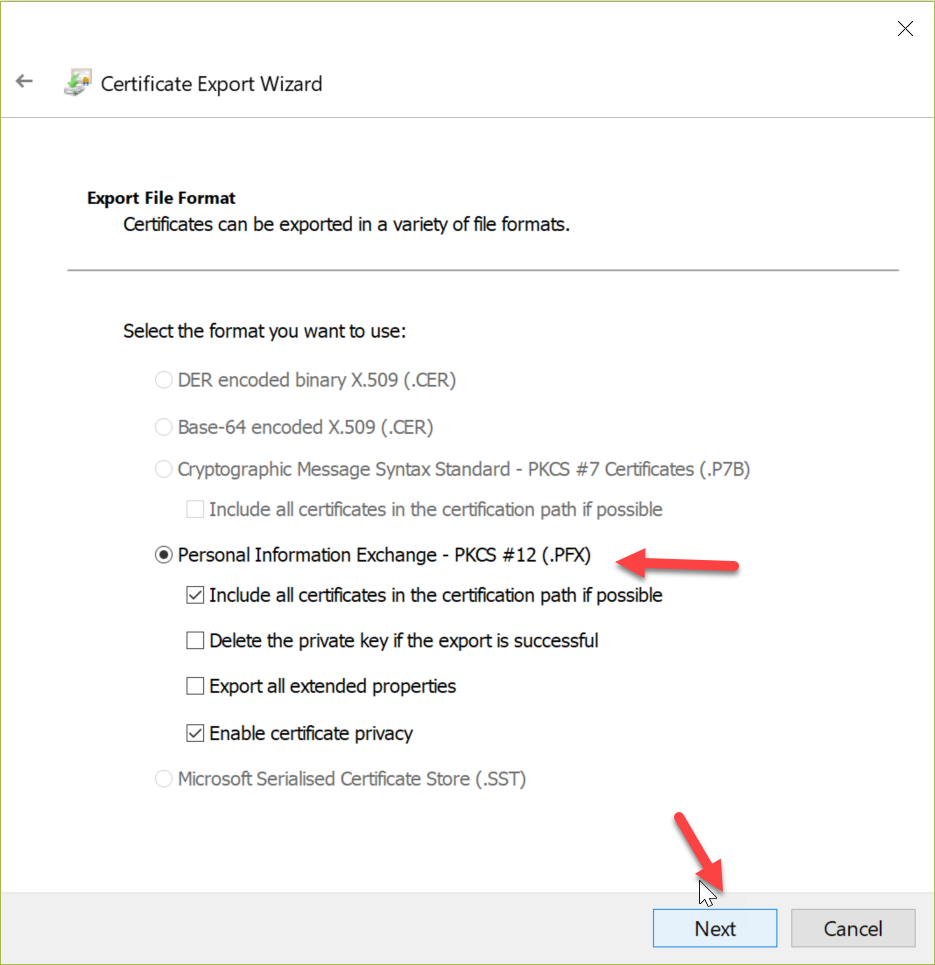 Certificate Export Wizard
Export File Format
Certificates can be exported in a variety of file formats.
Select the format you want to use:
DER encoded binary X.509 (.CER)
Base-64 encoded X.509 (.CER)
Cryptographic Message Syntax Standard - PKCS #7 Certificates (.P7B)
Include all certificates in the certification path if possible
Personal Information Exchange - PKCS #12 (.PFX)
Include all certificates in the certification path if possible
Delete the private key if the export is successful
Export all extended properties
Enable certificate privacy
Microsoft Serialised Certificate Store (.SST)
Next
Cancel